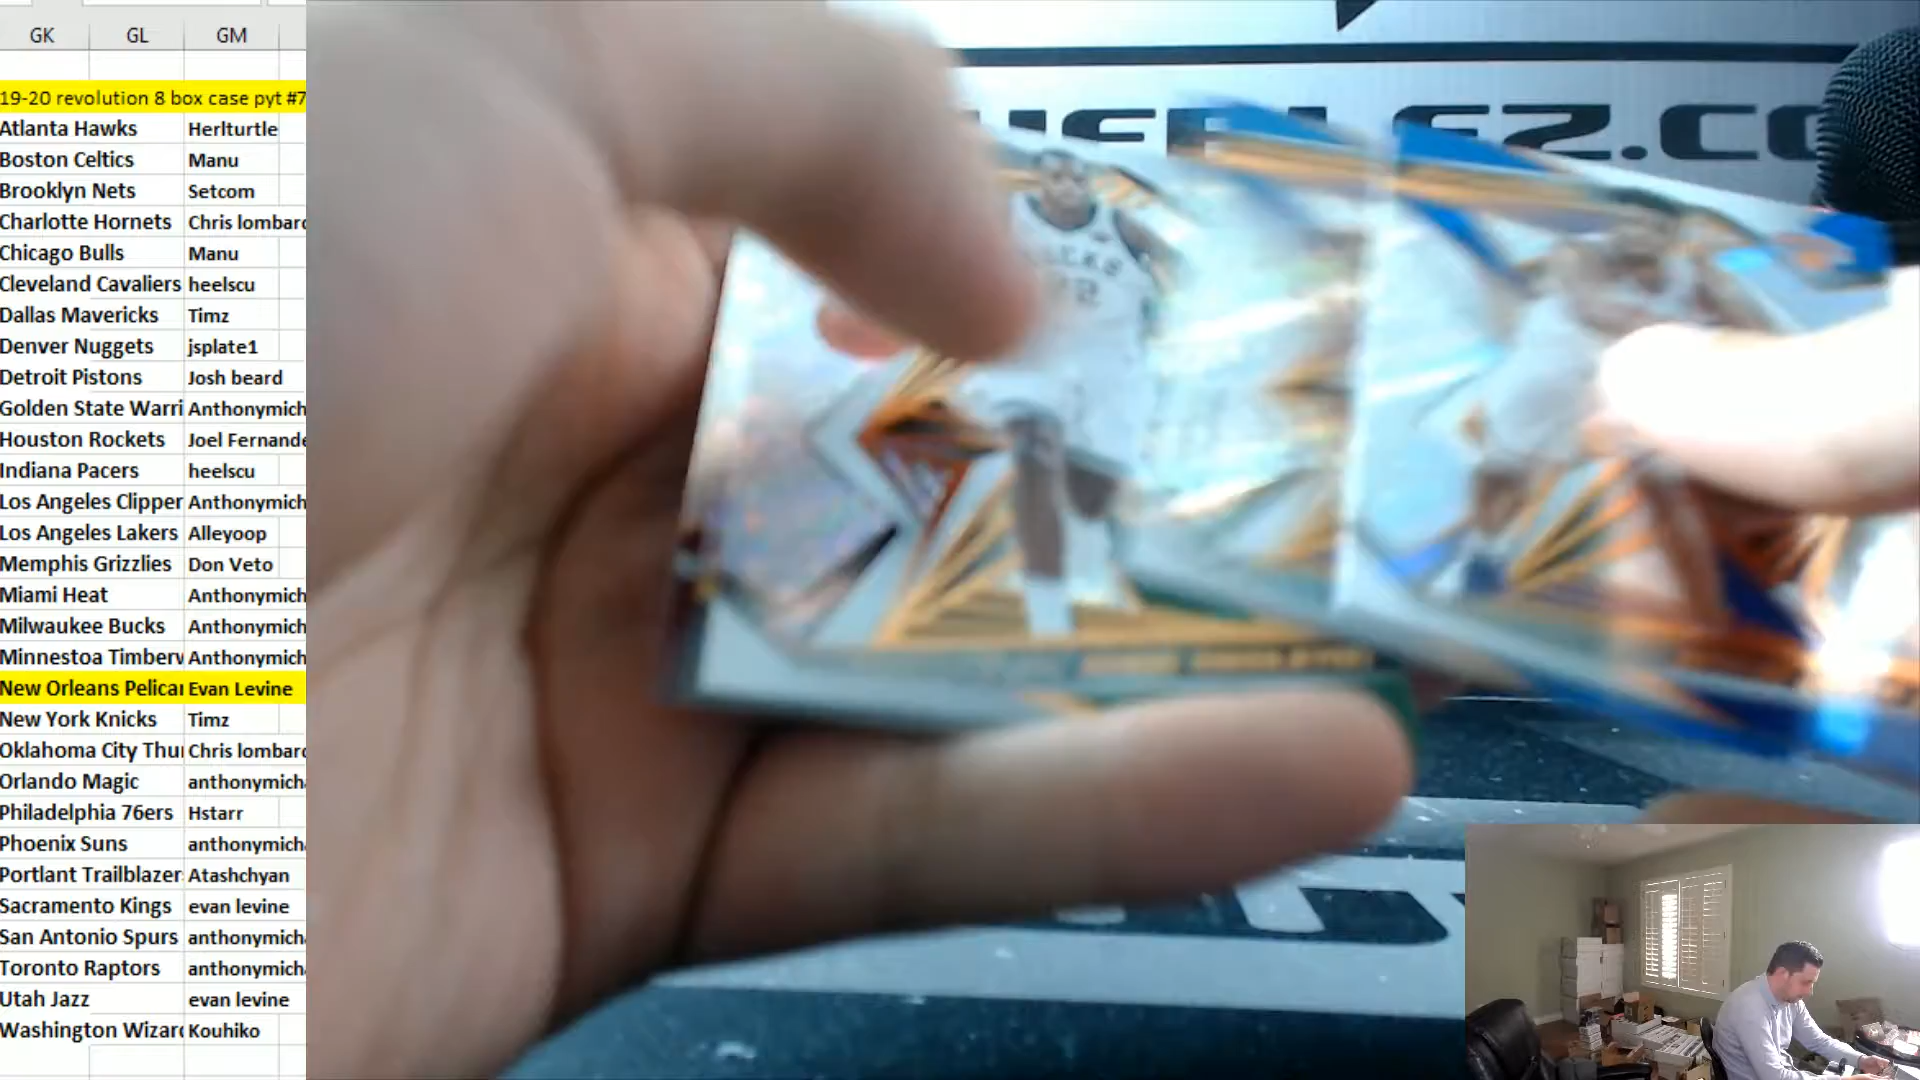 GK GL GM
19-20 revolution 8 box case pyt #7
Atlanta Hawks Herlturtle
Boston Celtics Manu
Brooklyn Nets Setcom
Charlotte Hornets Chris lombard
Chicago Bulls Manu
Cleveland Cavaliers heelscu
Dallas Mavericks Timz
Denver Nuggets jsplate1
Detroit Pistons Josh beard
Golden State Warri Anthonymich
Houston Rockets Joel Fernande
Indiana Pacers heelscu
Los Angeles Clipper Anthonymich
Los Angeles Lakers Alleyoop
Memphis Grizzlies Don Veto
Miami Heat Anthonymich
Milwaukee Bucks Anthonymich
Minnestoa Timberv Anthonymich
New Orleans Pelican Evan Levine
New York Knicks Timz
Oklahoma City Thu Chris lombard
Orlando Magic anthonymich
Philadelphia 76ers Hstarr
Phoenix Suns anthonymich
Portlant Trailblazer Atashchyan
Sacramento Kings evan levine
San Antonio Spurs anthonymich
Toronto Raptors anthonymich
Utah Jazz evan levine
Washington Wizard Kouhiko